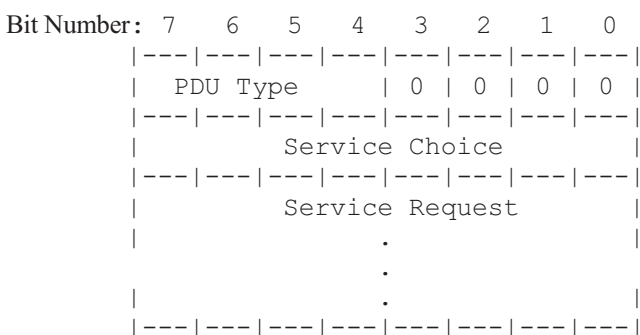 Bit Number: 7 6 5 4 3 2 1 0
|---|---|---|---|---|---|---|---|
| PDU Type | 0 | 0 | 0 | 0 |
|---|---|---|---|---|---|---|---|
| Service Choice |
|---|---|---|---|---|---|---|---|
| Service Request |
| . |
.
| . |
|---|---|---|---|---|---|---|---|